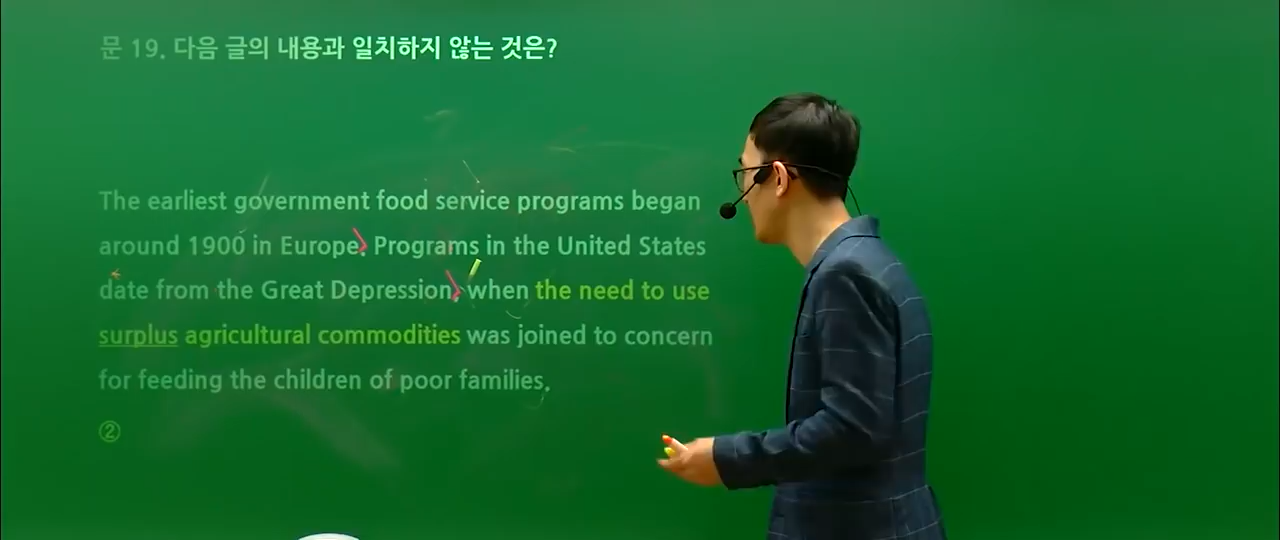 문 19. 다음 글의 내용과 일치하지 않는 것은?
The earliest government food service programs began
around 1900 in Europe. Programs in the United States
date from the Great Depression, when the need to use
surplus agricultural commodities was joined to concern
for feeding the children of poor families.
②